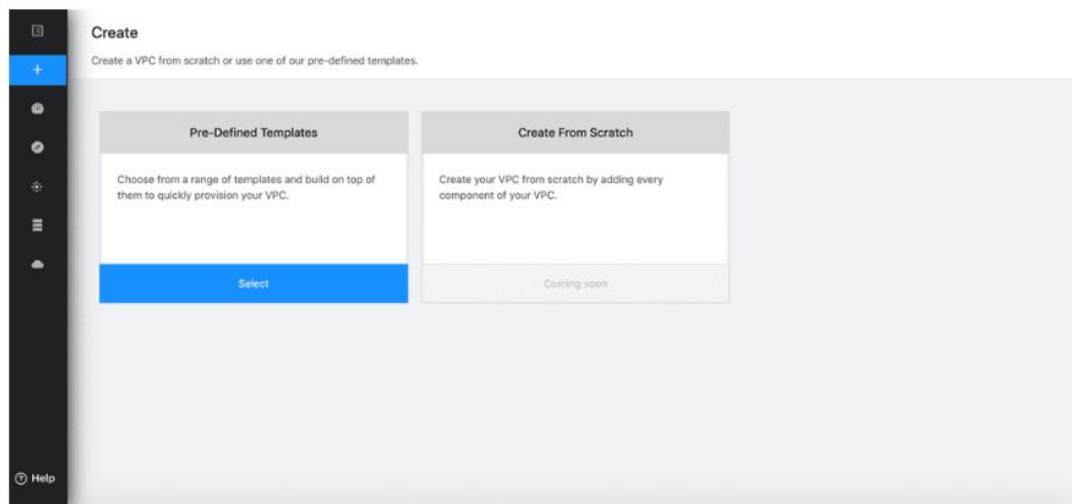 Create
Create a VPC from scratch or use one of our pre-defined templates.
Pre-Defined Templates
Choose from a range of templates and build on top of
them to quickly provision your VPC.
Select
Create From Scratch
Create your VPC from scratch by adding every
component of your VPC.
Coming soon
Help